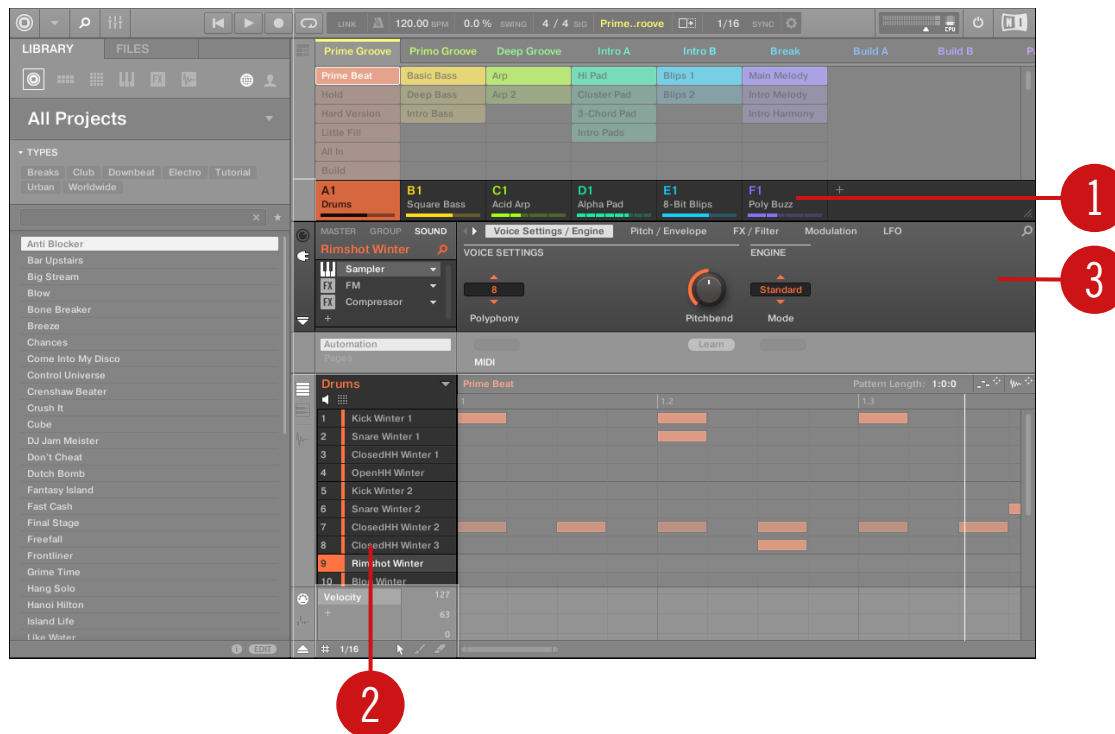 LINK 120.00 BPM 0.0 % SWING 4 / 4 SIG Prime..roove 1/16 SYNC CPU
LIBRARY FILES
All Projects
TYPES
Breaks Club Downbeat Electro Tutorial
Urban Worldwide
Anti Blocker
Bar Upstairs
Big Stream
Blow
Bone Breaker
Breeze
Chances
Come Into My Disco
Control Universe
Crenshaw Beater
Crush It
Cube
DJ Jam Meister
Don't Cheat
Dutch Bomb
Fantasy Island
Fast Cash
Final Stage
Freefall
Frontliner
Grime Time
Hang Solo
Hanoi Hilton
Island Life
Like Water
EDIT
Prime Groove Primo Groove Deep Groove Intro A Intro B Break Build A Build B
Prime Beat Basic Bass Arp Hi Pad Blips 1 Main Melody
Hold Deep Bass Arp 2 Cluster Pad Blips 2 Intro Melody
Hard Version Intro Bass 3-Chord Pad Intro Harmony
Little Fill Intro Pads
All In
Build
A1 B1 C1 D1 E1 F1 +
Drums Square Bass Acid Arp Alpha Pad 8-Bit Blips Poly Buzz
1
MASTER GROUP SOUND Voice Settings / Engine Pitch / Envelope FX / Filter Modulation LFO
Rimshot Winter VOICE SETTINGS ENGINE
Sampler
FX FM
FX Compressor
+
8 Standard
Polyphony Pitchbend Mode
3
Automation Learn
Pages MIDI
Drums Prime Beat Pattern Length: 1:0:0
1 1.2 1.3
1 Kick Winter 1
2 Snare Winter 1
3 ClosedHH Winter 1
4 OpenHH Winter
5 Kick Winter 2
6 Snare Winter 2
7 ClosedHH Winter 2
8 ClosedHH Winter 3
9 Rimshot Winter
10 Blog Winter
Velocity 127
+ 63
0
# 1/16
2